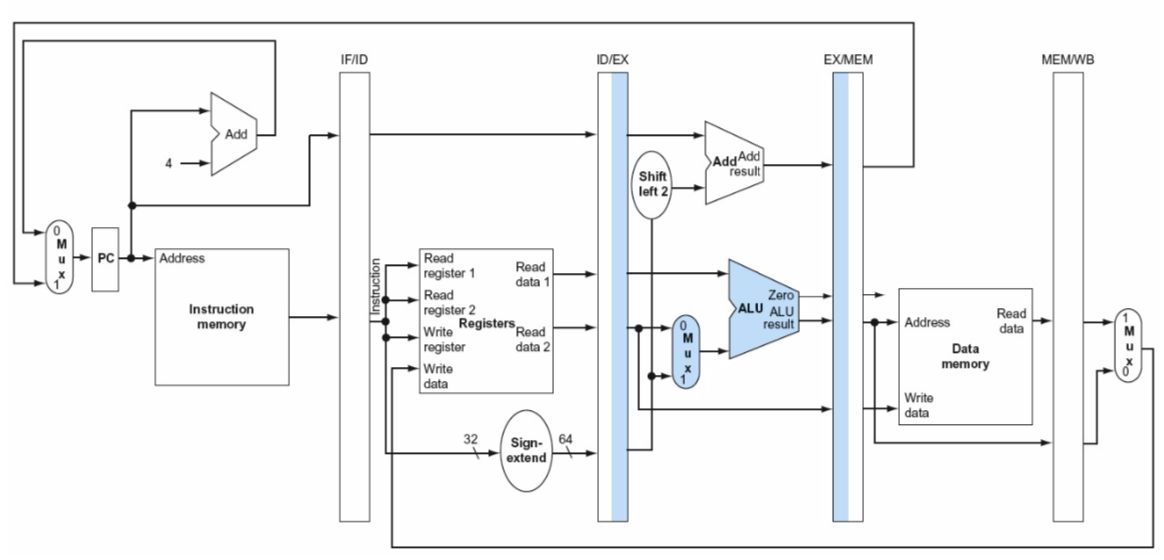 IF/ID
ID/EX
EX/MEM
MEM/WB
Add
4
Add Add
result
Shift
left 2
0
M
u
x
1
PC
Address
Instruction
memory
Instruction
Read
register 1
Read
register 2
Write
register
Write
data
Registers
Read
data 1
Read
data 2
0
M
u
x
1
ALU
Zero
ALU
result
Address
Read
data
Data
memory
Write
data
1
M
u
x
0
32
Sign-
extend
64